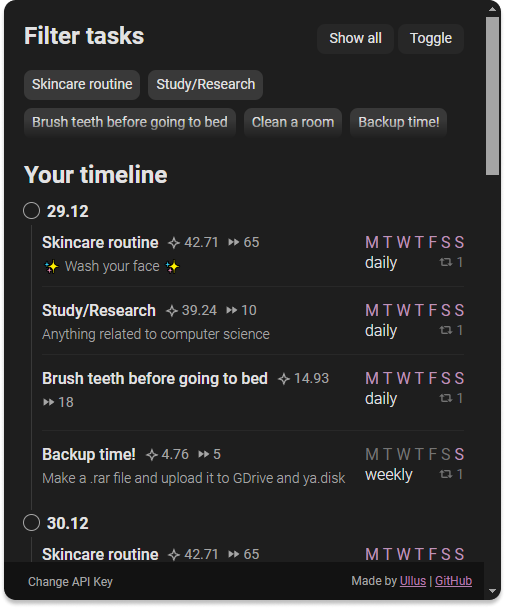 Filter tasks
Show all Toggle
Skincare routine Study/Research
Brush teeth before going to bed Clean a room Backup time!
Your timeline
29.12
Skincare routine 42.71 65 M T W T F S S
✨ Wash your face ✨ daily 1
Study/Research 39.24 10 M T W T F S S
Anything related to computer science daily 1
Brush teeth before going to bed 14.93 M T W T F S S
18 daily 1
Backup time! 4.76 5 M T W T F S S
Make a .rar file and upload it to GDrive and ya.disk weekly 1
30.12
Skincare routine 42.71 65 M T W T F S S
Change API Key Made by Ullus | GitHub